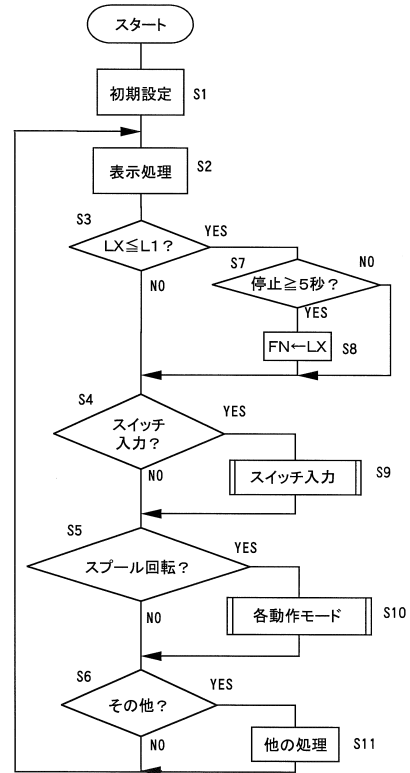 スタート
初期設定
S1
表示処理
S2
S3
LX≦L1？
YES
NO
S7
停止≧5秒？
NO
YES
FN←LX
S8
S4
スイッチ
入力？
YES
NO
スイッチ入力
S9
S5
スプール回転？
YES
NO
各動作モード
S10
S6
その他？
YES
NO
他の処理
S11